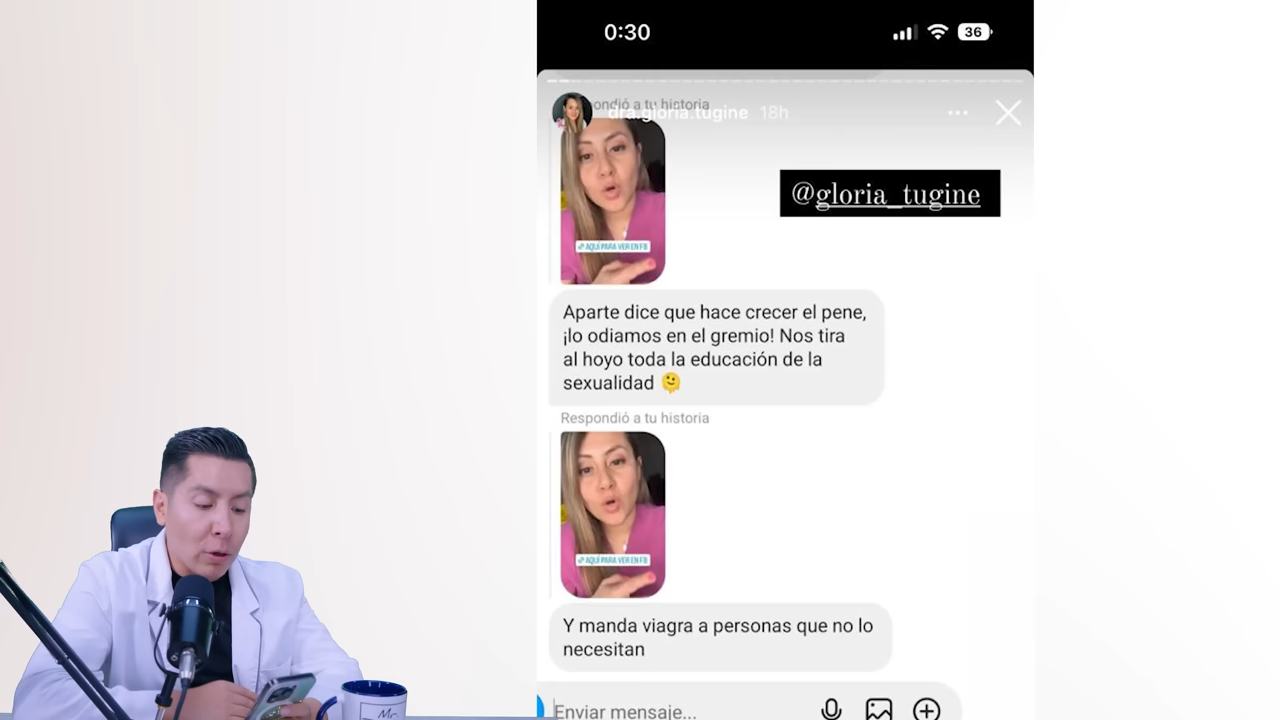 0:30
36
Respondió a tu historia
dra.gloria.tugine 18h
@gloria_tugine
AQUÍ PARA VER EN FB
Aparte dice que hace crecer el pene,
¡lo odiamos en el gremio! Nos tira
al hoyo toda la educación de la
sexualidad
Respondió a tu historia
AQUÍ PARA VER EN FB
Y manda viagra a personas que no lo
necesitan
Enviar mensaje...
Mr.